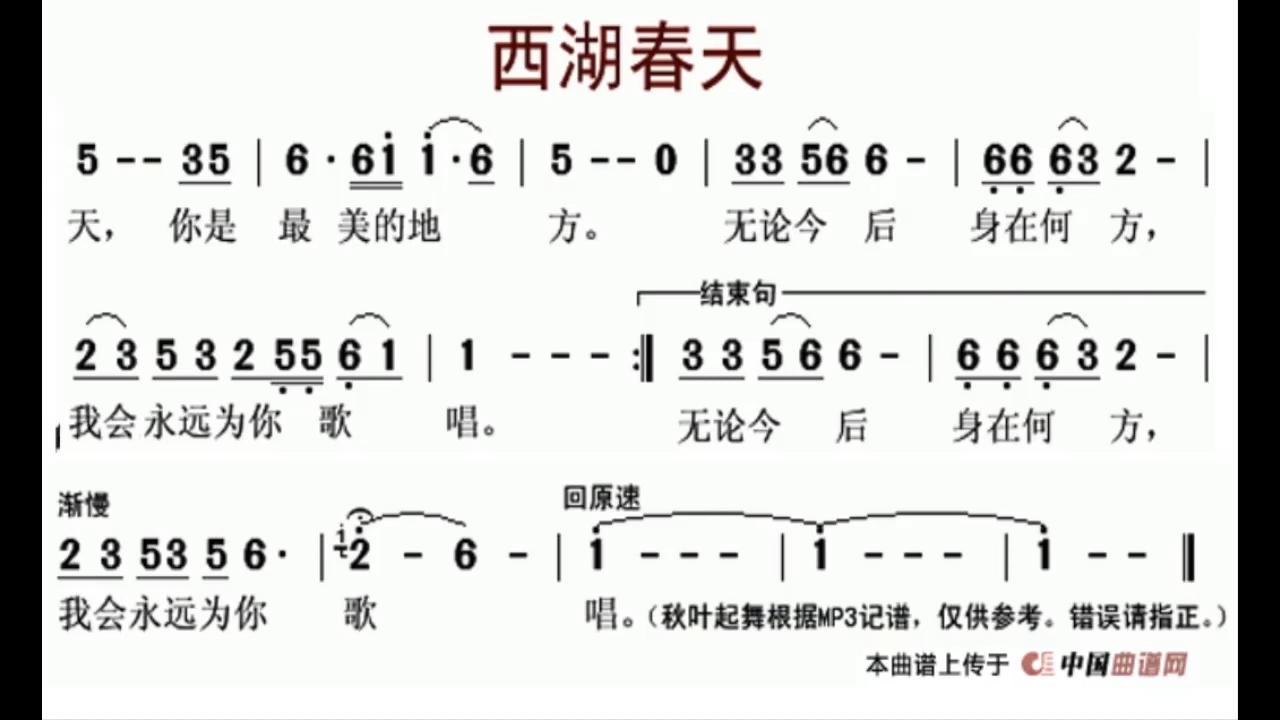 西湖春天
5 -- 35 | 6 · 61 1 · 6 | 5 -- 0 | 33 56 6 - | 66 63 2 - |
天， 你是 最 美的地 方。 无论今 后 身在何 方，
结束句
2 3 5 3 2 55 6 1 | 1 - - - :| 3 3 5 6 6 - | 6 6 6 3 2 - |
我会永远为你 歌 唱。 无论今 后 身在何 方，
渐慢 回原速
2 3 53 5 6 · | i 2 - 6 - | 1 - - - | 1 - - - | 1 - - ‖
我会永远为你 歌 唱。（秋叶起舞根据MP3记谱，仅供参考。错误请指正。）
本曲谱上传于 中国曲谱网